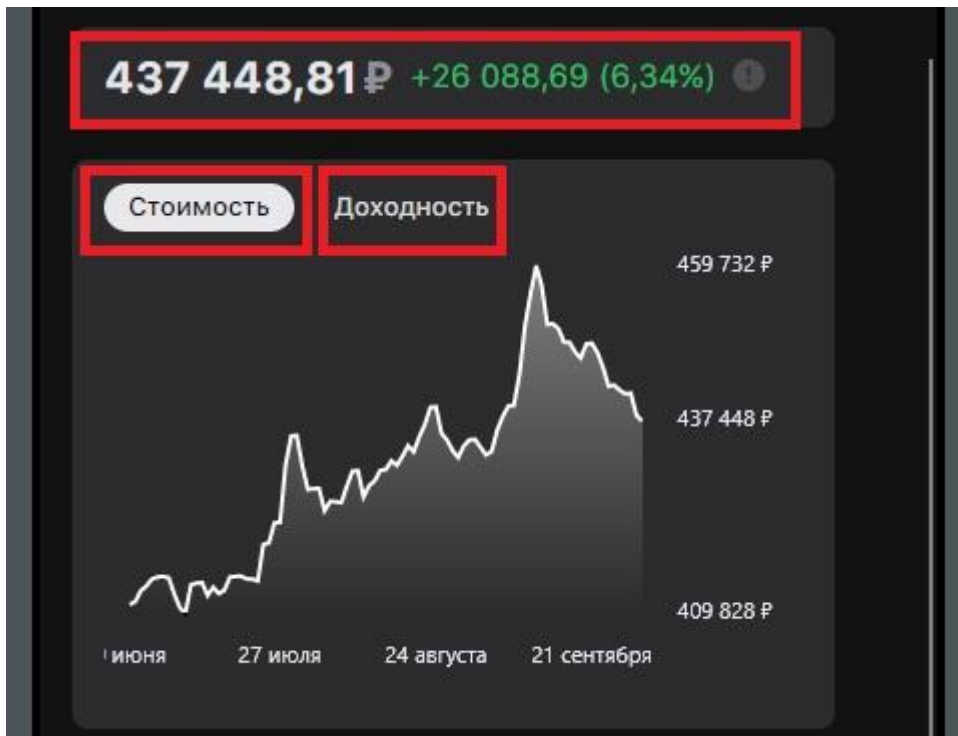 437 448,81 ₽ +26 088,69 (6,34%)
Стоимость Доходность
459 732 ₽
437 448 ₽
409 828 ₽
июня 27 июля 24 августа 21 сентября